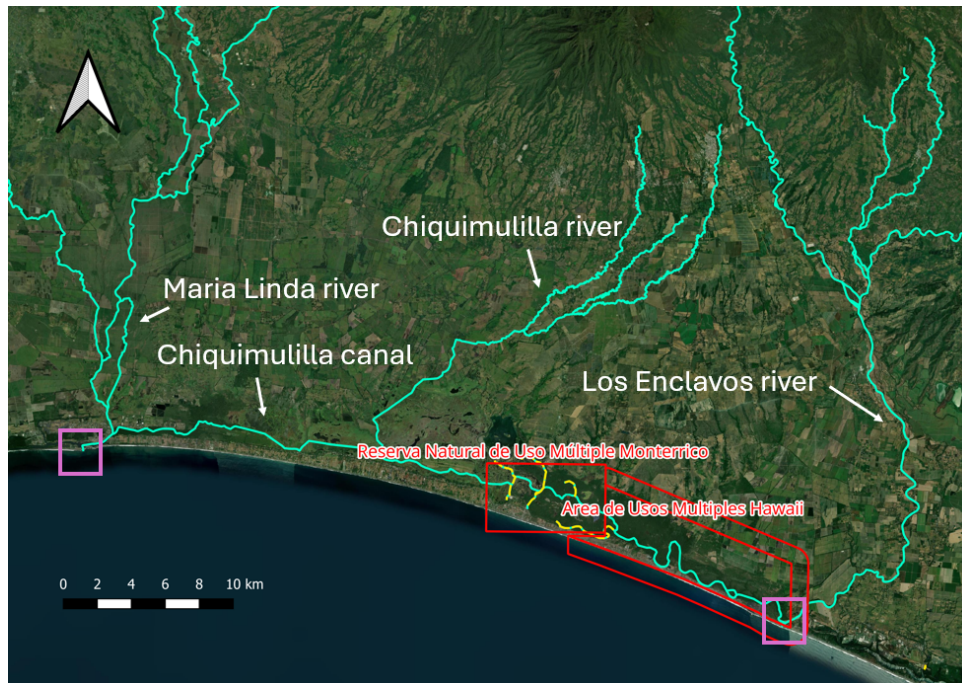 Chiquimulilla river
Maria Linda river
Chiquimulilla canal
Los Enclavos river
Reserva Natural de Uso Múltiple Monterrico
Area de Usos Multiples Hawaii
0 2 4 6 8 10 km